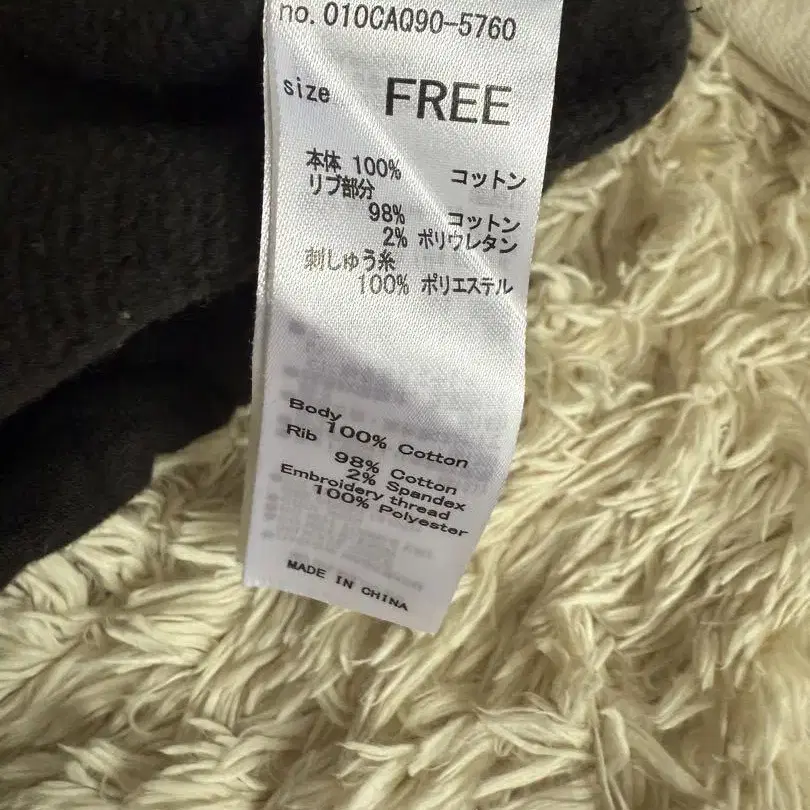 no. 010CAQ90-5760
size FREE
本体 100% コットン
リブ部分
98% コットン
2% ポリウレタン
刺しゅう糸
100% ポリエステル
Body
100% Cotton
Rib
98% Cotton
2% Spandex
Embroidery thread
100% Polyester
MADE IN CHINA